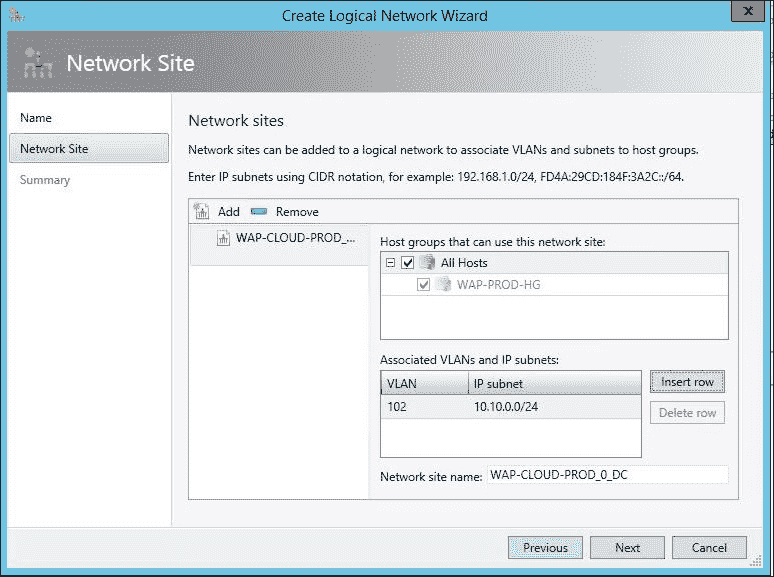 Create Logical Network Wizard
x
Network Site
Name
Network Site
Summary
Network sites
Network sites can be added to a logical network to associate VLANs and subnets to host groups.
Enter IP subnets using CIDR notation, for example: 192.168.1.0/24, FD4A:29CD:184F:3A2C::/64.
Add Remove
WAP-CLOUD-PROD_...
Host groups that can use this network site:
All Hosts
WAP-PROD-HG
Associated VLANs and IP subnets:
VLAN IP subnet
102 10.10.0.0/24
Insert row
Delete row
Network site name: WAP-CLOUD-PROD_0_DC
Previous Next Cancel